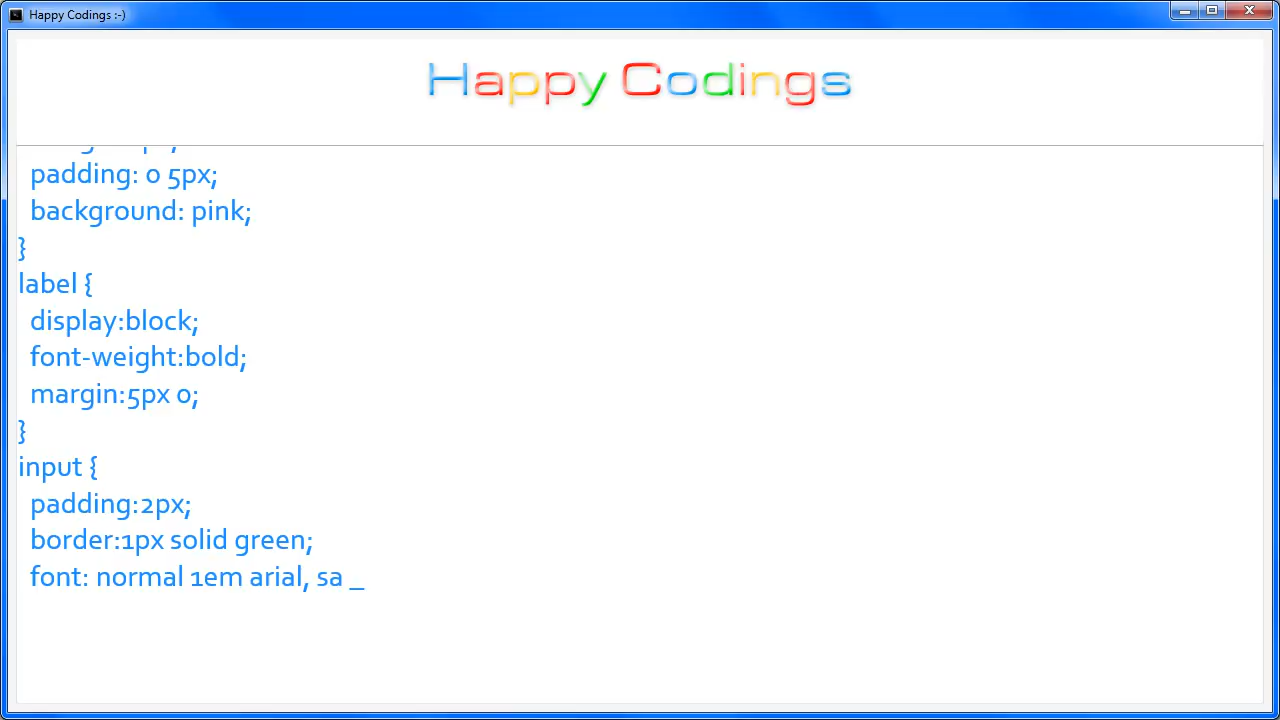 Happy Codings :-)
Happy Codings
padding: 0 5px;
background: pink;
}
label {
display:block;
font-weight:bold;
margin:5px 0;
}
input {
padding:2px;
border:1px solid green;
font: normal 1em arial, sa _